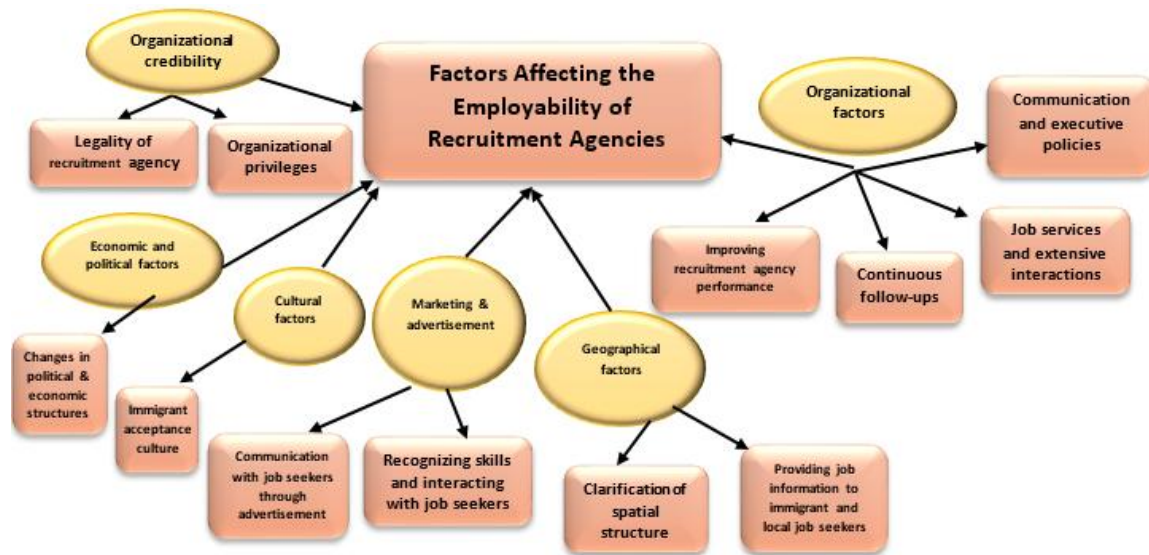 Organizational
credibility
Factors Affecting the
Employability of
Recruitment Agencies
Organizational
factors
Communication
and executive
policies
Legality of
recruitment agency
Organizational
privileges
Economic and
political factors
Improving
recruitment agency
performance
Continuous
follow-ups
Job services
and extensive
interactions
Cultural
factors
Marketing &
advertisement
Geographical
factors
Changes in
political &
economic
structures
Immigrant
acceptance
culture
Communication
with job seekers
through
advertisement
Recognizing skills
and interacting
with job seekers
Clarification of
spatial
structure
Providing job
information to
immigrant and
local job seekers